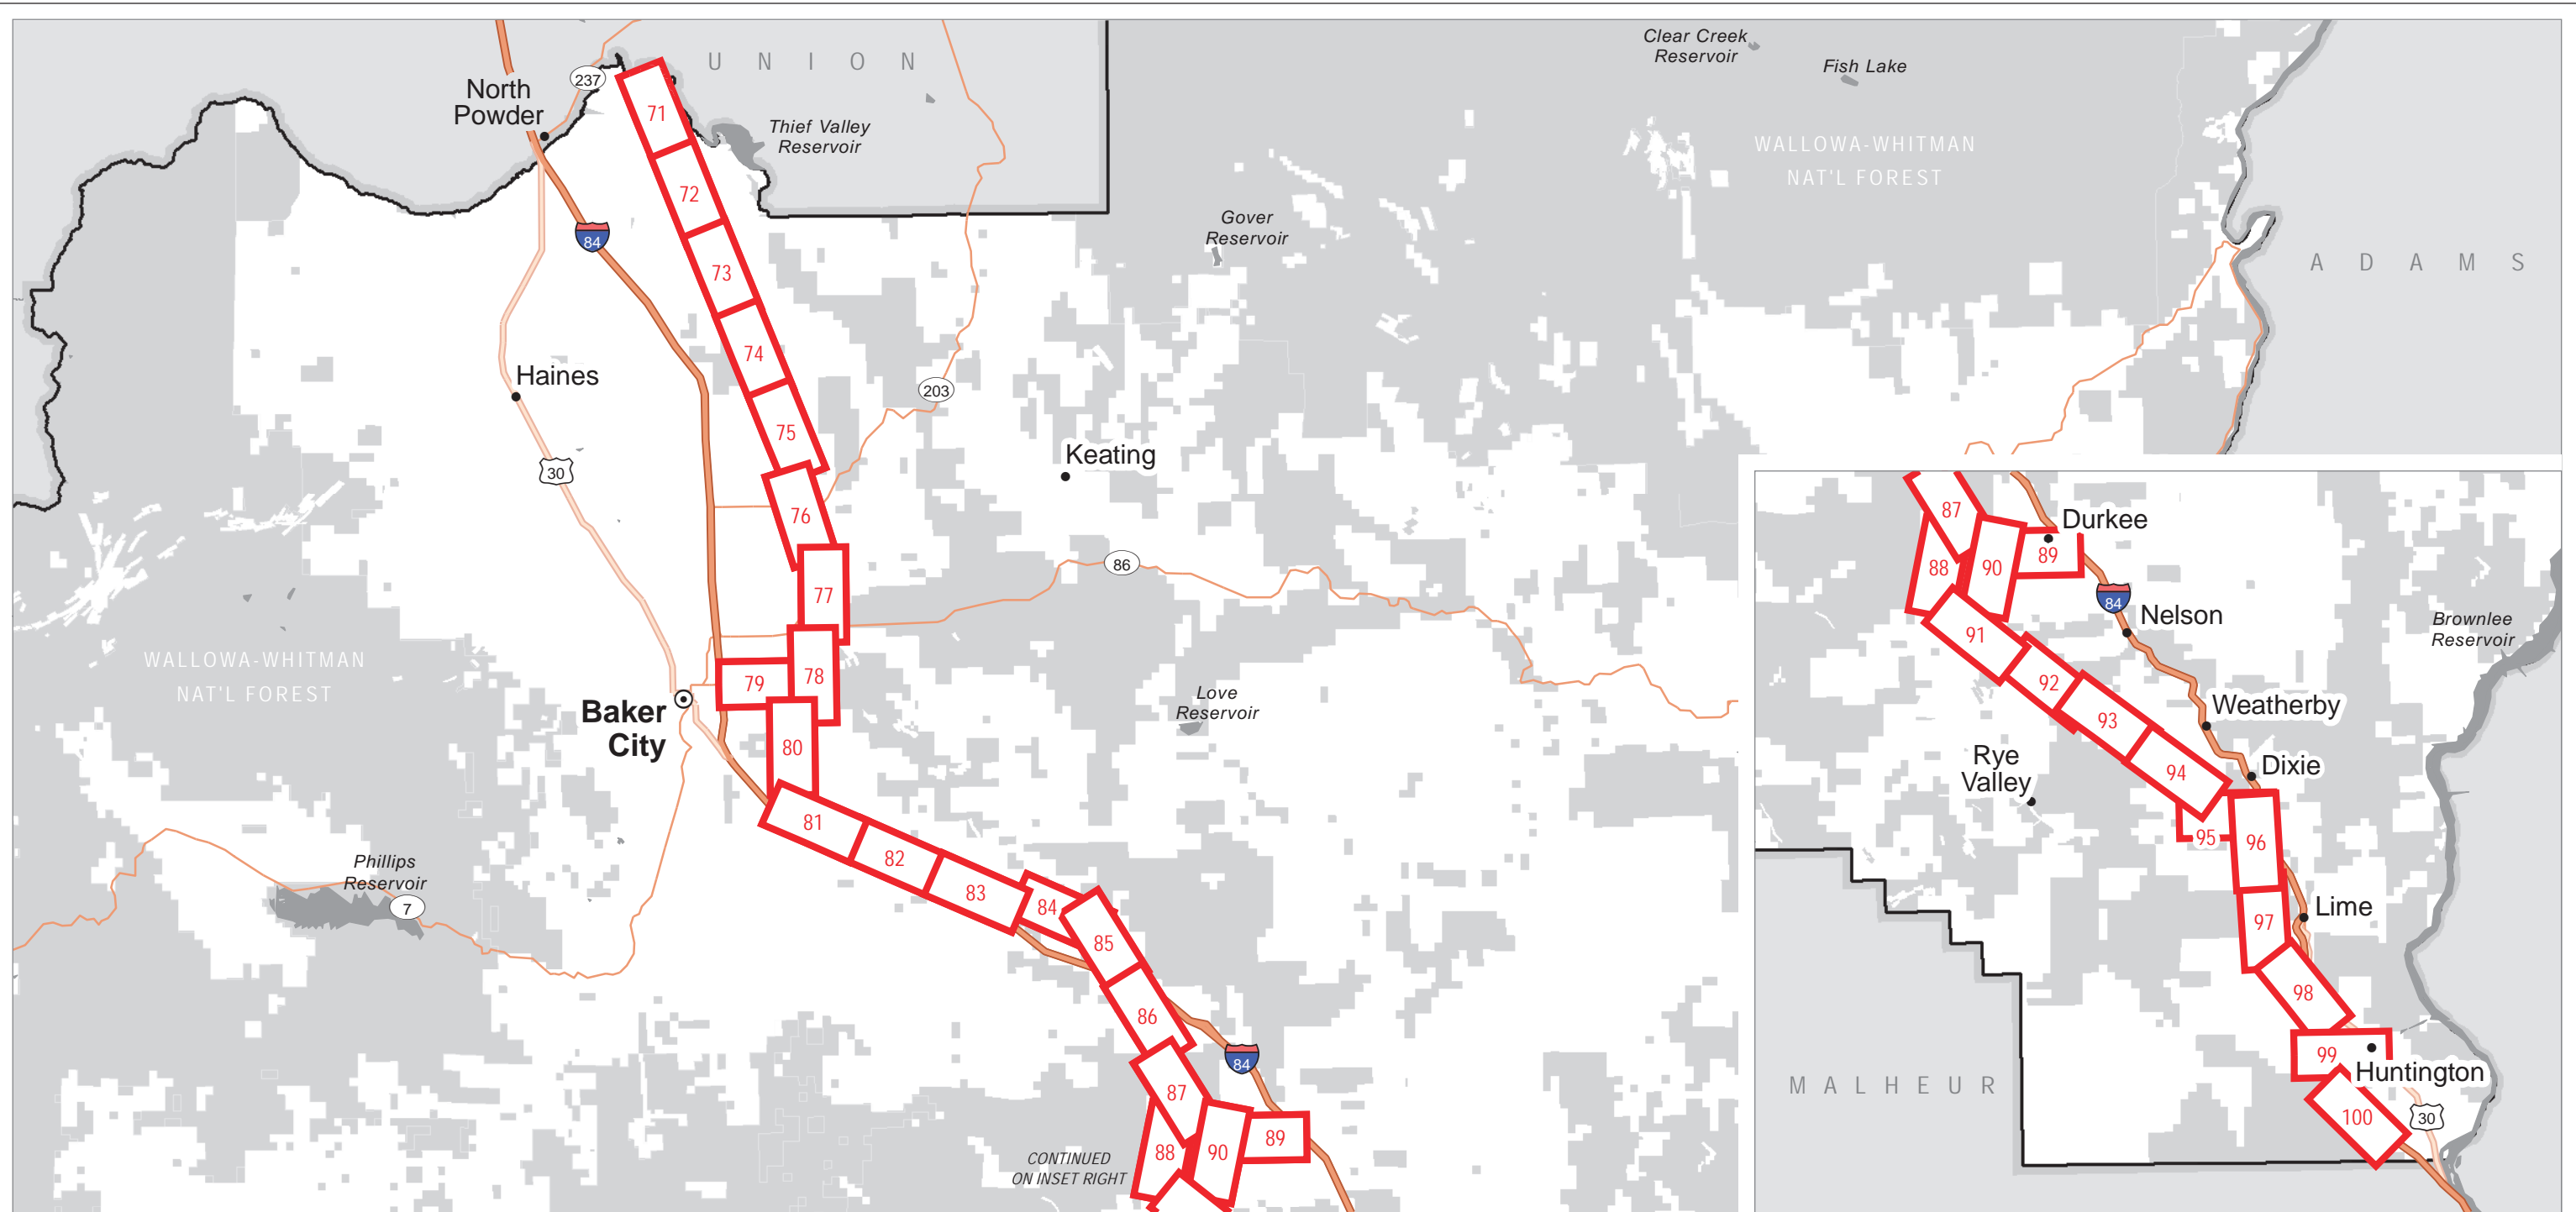 UNION
Clear Creek
Reservoir
Fish Lake
North
Powder
237
71
Thief Valley
Reservoir
WALLOWA-WHITMAN
NAT'L FOREST
72
84
Gover
Reservoir
ADAMS
73
74
Haines
203
75
Keating
30
76
86
77
WALLOWA-WHITMAN
NAT'L FOREST
79
78
Love
Reservoir
Baker
City
80
81
82
83
84
Phillips
Reservoir
7
85
86
84
87
88
90
89
CONTINUED
ON INSET RIGHT
87
Durkee
88
90
89
84
Nelson
Brownlee
Reservoir
91
92
Weatherby
93
Rye
Valley
94
Dixie
95
96
Lime
97
98
99
Huntington
MALHEUR
100
30